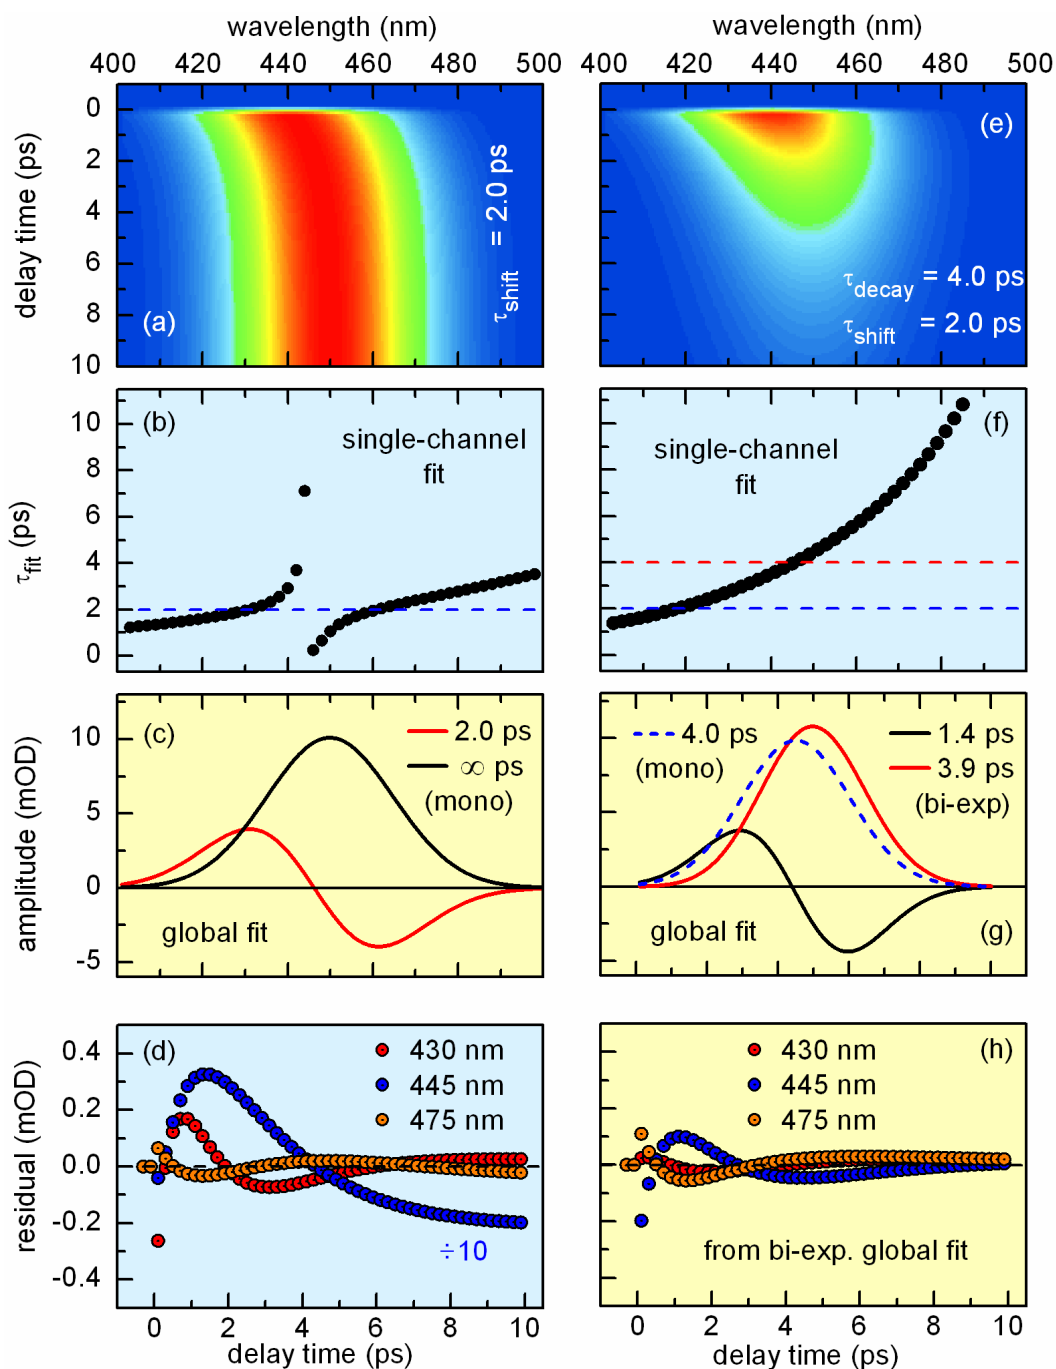 wavelength (nm)
400 420 440 460 480 500
wavelength (nm)
400 420 440 460 480 500
delay time (ps)
0
2
4
6
8
10
(a)
τshift = 2.0 ps
(e)
τdecay = 4.0 ps
τshift = 2.0 ps
τfit (ps)
10
8
6
4
2
0
(b)
single-channel
fit
(f)
single-channel
fit
amplitude (mOD)
10
5
0
-5
(c)
2.0 ps
∞ ps
(mono)
global fit
4.0 ps
(mono)
1.4 ps
3.9 ps
(bi-exp)
global fit
(g)
residual (mOD)
0.4
0.2
0.0
-0.2
-0.4
(d)
430 nm
445 nm
475 nm
÷10
(h)
430 nm
445 nm
475 nm
from bi-exp. global fit
0 2 4 6 8 10
delay time (ps)
0 2 4 6 8 10
delay time (ps)